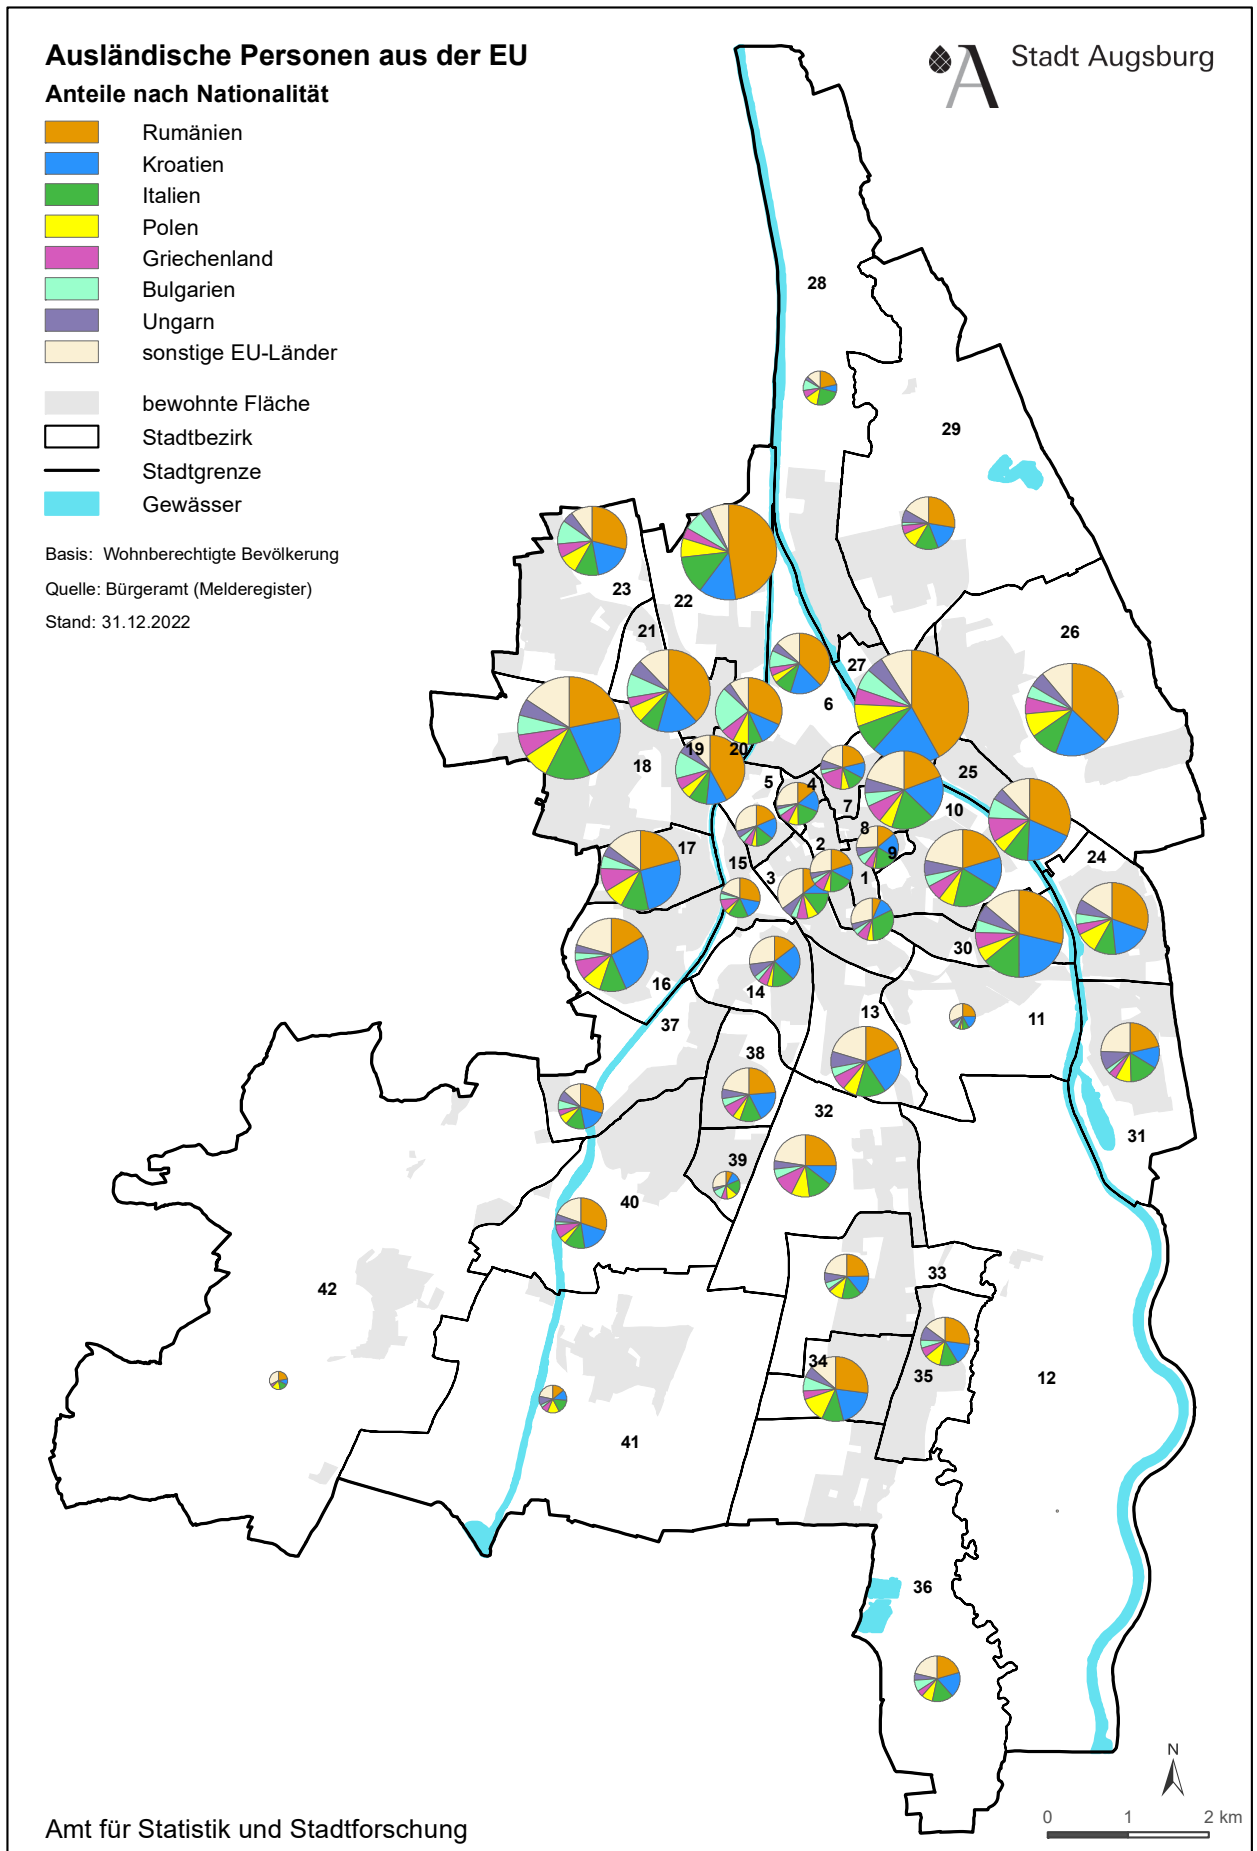 Ausländische Personen aus der EU
Anteile nach Nationalität
Rumänien
Kroatien
Italien
Polen
Griechenland
Bulgarien
Ungarn
sonstige EU-Länder
bewohnte Fläche
Stadtbezirk
Stadtgrenze
Gewässer
Basis: Wohnberechtigte Bevölkerung
Quelle: Bürgeramt (Melderegister)
Stand: 31.12.2022
A Stadt Augsburg
28
29
23
22
21
26
27
6
19
20
18
5
4
7
25
10
8
9
2
17
15
3
1
24
30
16
14
13
11
37
38
32
31
39
40
42
33
34
35
12
41
36
N
0 1 2 km
Amt für Statistik und Stadtforschung